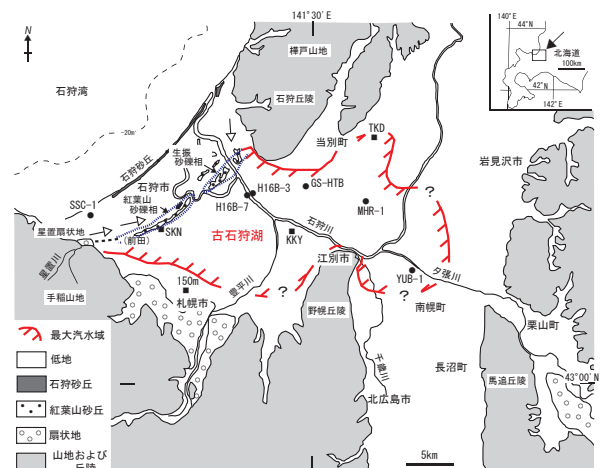 141° 30′ E
140° E
44° N
北海道
100km
42° N
142° E
N
樺戸山地
石狩湾
石狩丘陵
-20m
当別町
TKD
石狩砂丘
生振
砂礫相
岩見沢市
石狩市
紅葉山
砂礫相
H16B-3
GS-HTB
?
SSC-1
H16B-7
MHR-1
星置扇状地
SKN
石狩川
(前田)
古石狩湖
KKY
江別市
星置川
夕張川
150m
豊平川
YUB-1
手稲山地
札幌市
?
?
南幌町
野幌丘陵
栗山町
最大汽水域
低地
千歳川
長沼町
43° 00′ N
石狩砂丘
馬追丘陵
紅葉山砂丘
北広島市
扇状地
山地および
丘陵
5km